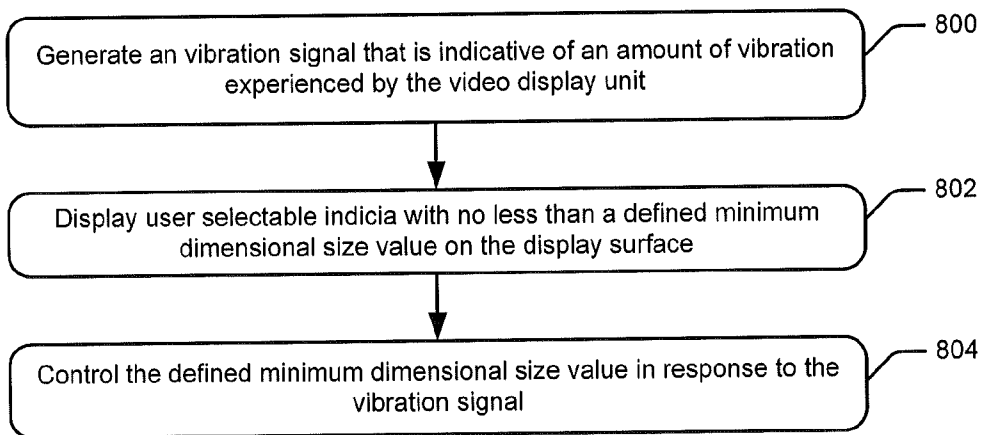 800
Generate an vibration signal that is indicative of an amount of vibration
experienced by the video display unit
802
Display user selectable indicia with no less than a defined minimum
dimensional size value on the display surface
804
Control the defined minimum dimensional size value in response to the
vibration signal